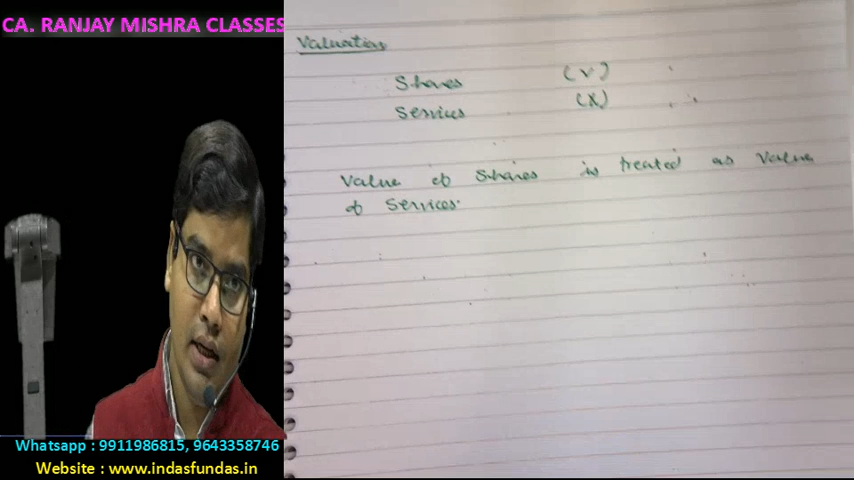 CA. RANJAY MISHRA CLASSES
Valuation
Shares (✓)
Services (X)
Value of Shares is treated as Value
of Services.
Whatsapp : 9911986815, 9643358746
Website : www.indasfundas.in